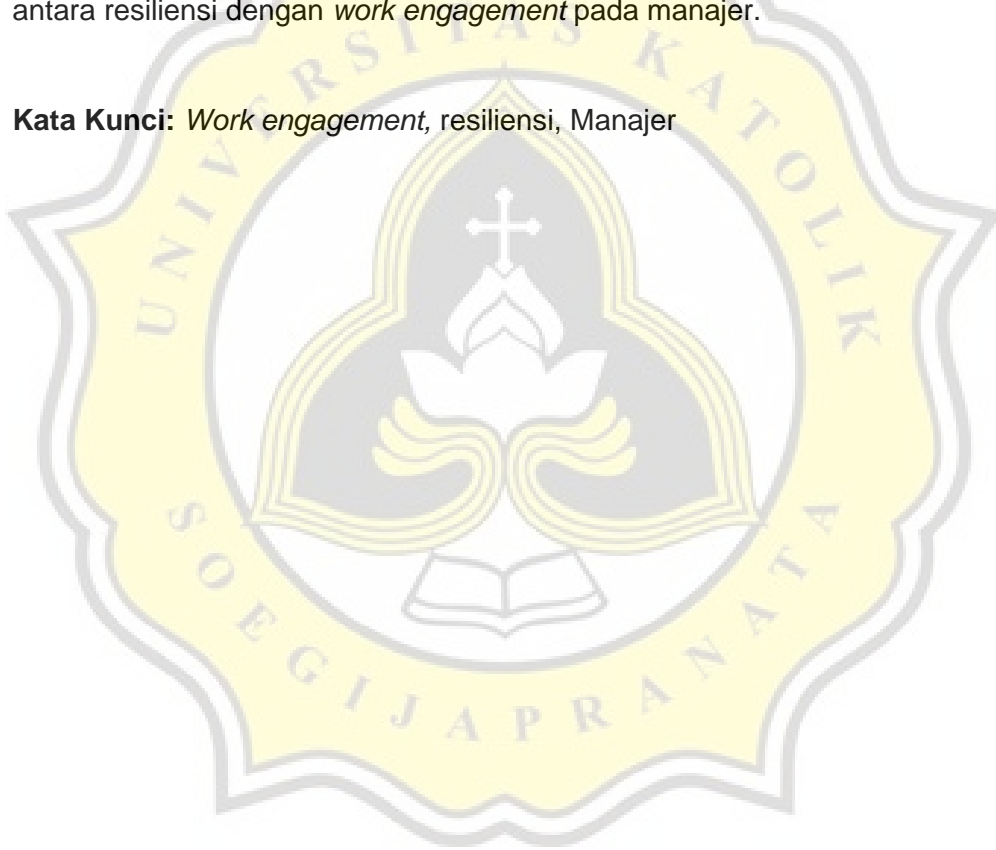 antara resiliensi dengan work engagement pada manajer.
Kata Kunci: Work engagement, resiliensi, Manajer
UNIVERSITAS KATOLIK
SOEGIJAPRANATA